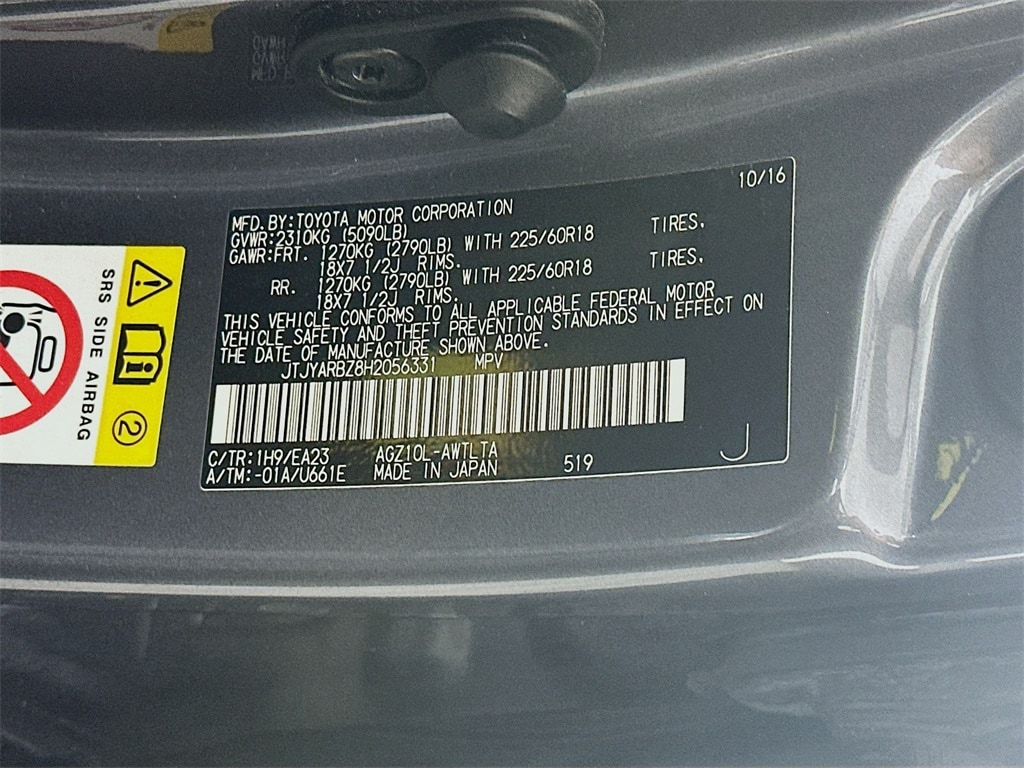 10/16
MFD.BY:TOYOTA MOTOR CORPORATION
GVWR:2310KG (5090LB)
GAWR:FRT. 1270KG (2790LB) WITH 225/60R18 TIRES,
18X7 1/2J RIMS.
RR. 1270KG (2790LB) WITH 225/60R18 TIRES,
18X7 1/2J RIMS.
THIS VEHICLE CONFORMS TO ALL APPLICABLE FEDERAL MOTOR
VEHICLE SAFETY AND THEFT PREVENTION STANDARDS IN EFFECT ON
THE DATE OF MANUFACTURE SHOWN ABOVE.
JTJYARBZ8H2056331 MPV
C/TR:1H9/EA23 AGZ10L-AWTLTA
A/TM:-01A/U661E MADE IN JAPAN 519 J
SRS SIDE AIRBAG
2